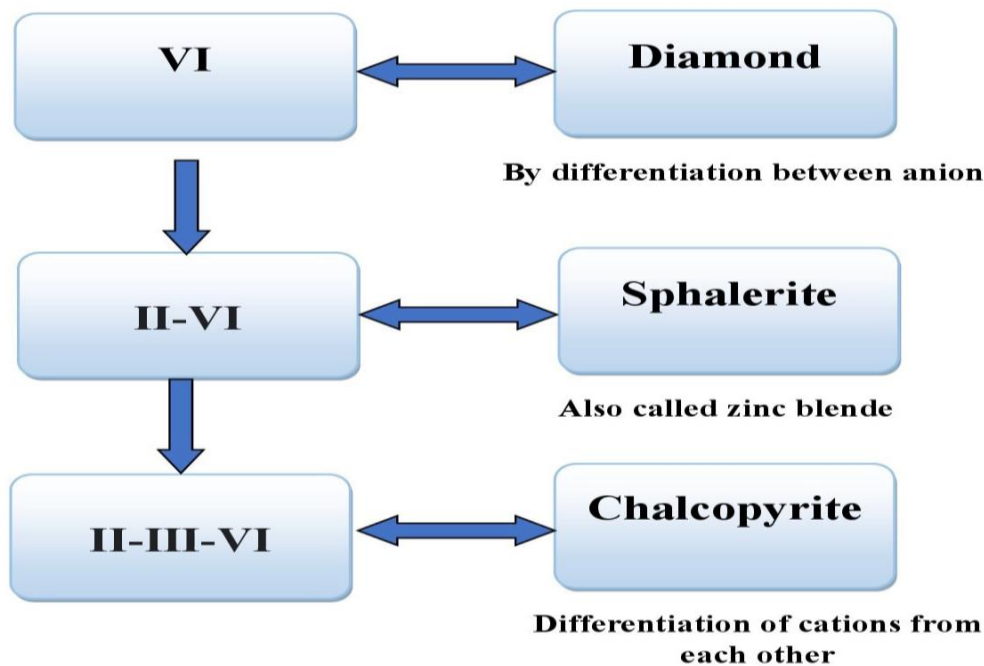 VI
Diamond
By differentiation between anion
II-VI
Sphalerite
Also called zinc blende
II-III-VI
Chalcopyrite
Differentiation of cations from
each other